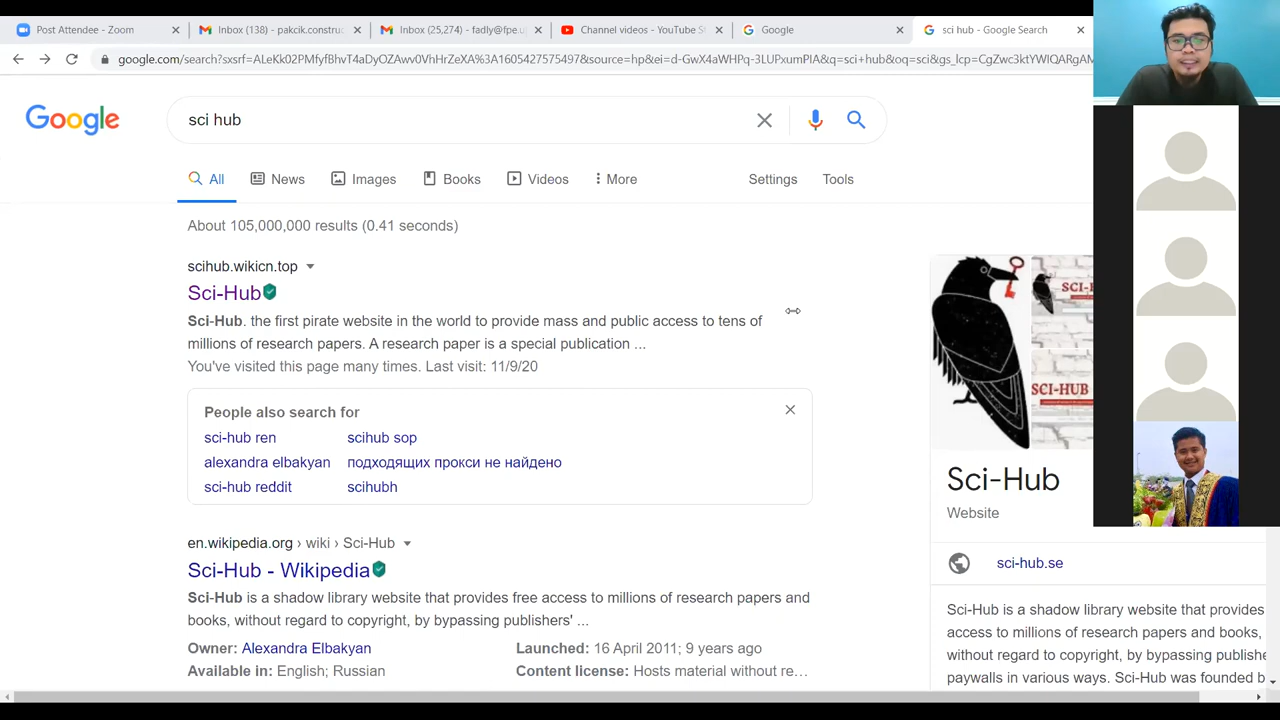 Post Attendee - Zoom
Inbox (138) - pakcik.construc
Inbox (25,274) - fadly@fpe.u
Channel videos - YouTube S
Google
sci hub - Google Search
google.com/search?sxsrf=ALeKk02PMfyfBhvT4aDyOZAwv0VhHrZeXA%3A1605427575497&source=hp&ei=d-GwX4aWHPq-3LUPxumPIA&q=sci+hub&oq=sci&gs_lcp=CgZwc3ktYWIQARgAM
Google
sci hub
All
News
Images
Books
Videos
More
Settings
Tools
About 105,000,000 results (0.41 seconds)
scihub.wikicn.top
Sci-Hub
Sci-Hub. the first pirate website in the world to provide mass and public access to tens of
millions of research papers. A research paper is a special publication ...
You've visited this page many times. Last visit: 11/9/20
People also search for
sci-hub ren
scihub sop
alexandra elbakyan
подходящих прокси не найдено
sci-hub reddit
scihubh
en.wikipedia.org › wiki › Sci-Hub
Sci-Hub - Wikipedia
Sci-Hub is a shadow library website that provides free access to millions of research papers and
books, without regard to copyright, by bypassing publishers' ...
Owner: Alexandra Elbakyan
Launched: 16 April 2011; 9 years ago
Available in: English; Russian
Content license: Hosts material without re…
SCI-H
SCI-HUB
Sci-Hub
Website
sci-hub.se
Sci-Hub is a shadow library website that provides
access to millions of research papers and books,
without regard to copyright, by bypassing publishe
paywalls in various ways. Sci-Hub was founded b